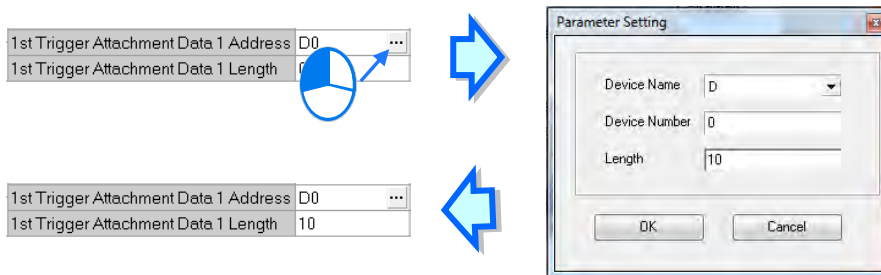 1st Trigger Attachment Data 1 Address D0 ...
1st Trigger Attachment Data 1 Length
Parameter Setting
Device Name D
Device Number 0
Length 10
OK Cancel
1st Trigger Attachment Data 1 Address D0 ...
1st Trigger Attachment Data 1 Length 10